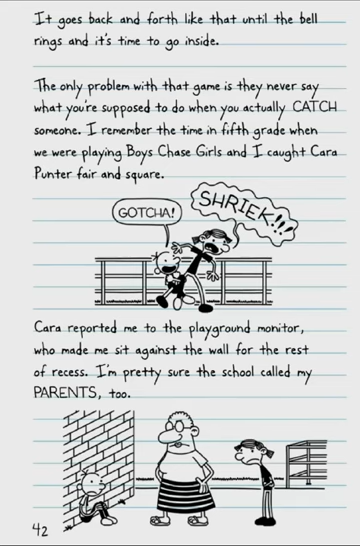 It goes back and forth like that until the bell
rings and it's time to go inside.
The only problem with that game is they never say
what you're supposed to do when you actually CATCH
someone. I remember the time in fifth grade when
we were playing Boys Chase Girls and I caught Cara
Punter fair and square.
GOTCHA!
SHRIEK!!!
Cara reported me to the playground monitor,
who made me sit against the wall for the rest
of recess. I'm pretty sure the school called my
PARENTS, too.
42